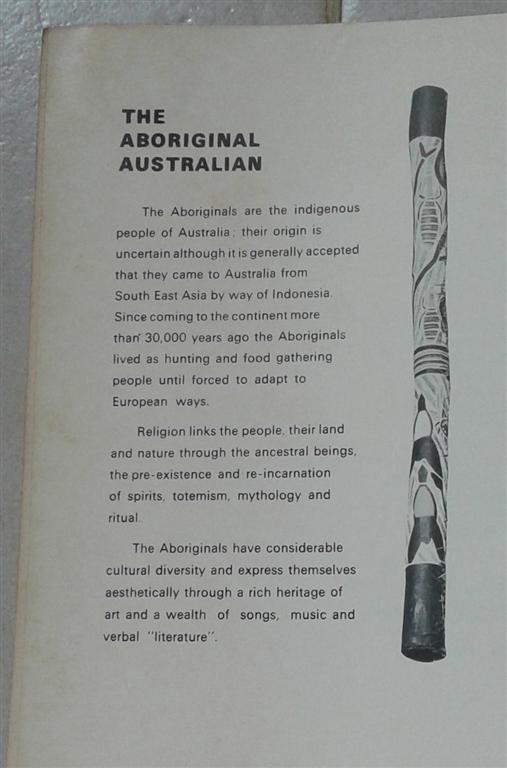 THE
ABORIGINAL
AUSTRALIAN
The Aboriginals are the indigenous
people of Australia; their origin is
uncertain although it is generally accepted
that they came to Australia from
South East Asia by way of Indonesia.
Since coming to the continent more
than 30,000 years ago the Aboriginals
lived as hunting and food gathering
people until forced to adapt to
European ways.
Religion links the people, their land
and nature through the ancestral beings,
the pre-existence and re-incarnation
of spirits, totemism, mythology and
ritual.
The Aboriginals have considerable
cultural diversity and express themselves
aesthetically through a rich heritage of
art and a wealth of songs, music and
verbal "literature".